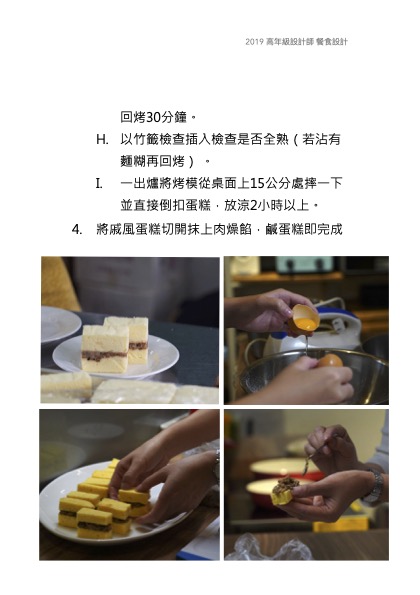 2019 高年級設計師 餐食設計
回烤30分鐘。
H. 以竹籤檢查插入檢查是否全熟（若沾有
麵糊再回烤） 。
I. 一出爐將烤模從桌面上15公分處摔一下
並直接倒扣蛋糕，放涼2小時以上。
4. 將戚風蛋糕切開抹上肉燥餡，鹹蛋糕即完成